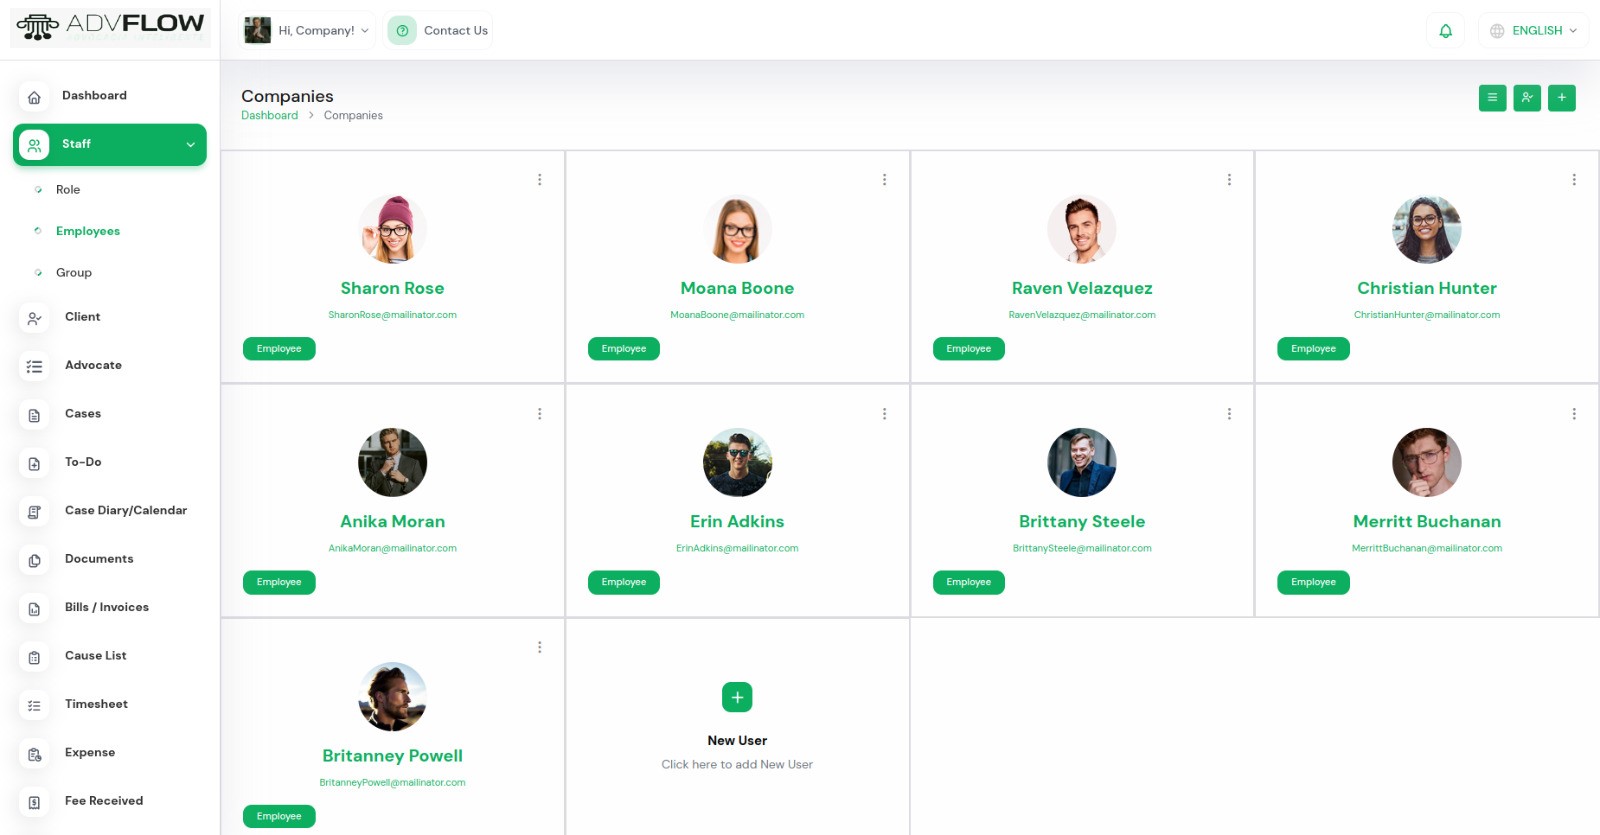 ADVFLOW
Hi, Company!
Contact Us
ENGLISH
Dashboard
Staff
Role
Employees
Group
Client
Advocate
Cases
To-Do
Case Diary/Calendar
Documents
Bills / Invoices
Cause List
Timesheet
Expense
Fee Received
Companies
Dashboard > Companies
Sharon Rose
SharonRose@mailinator.com
Employee
Moana Boone
MoanaBoone@mailinator.com
Employee
Raven Velazquez
RavenVelazquez@mailinator.com
Employee
Christian Hunter
ChristianHunter@mailinator.com
Employee
Anika Moran
AnikaMoran@mailinator.com
Employee
Erin Adkins
ErinAdkins@mailinator.com
Employee
Brittany Steele
BrittanySteele@mailinator.com
Employee
Merritt Buchanan
MerrittBuchanan@mailinator.com
Employee
Britanney Powell
BritanneyPowell@mailinator.com
Employee
New User
Click here to add New User